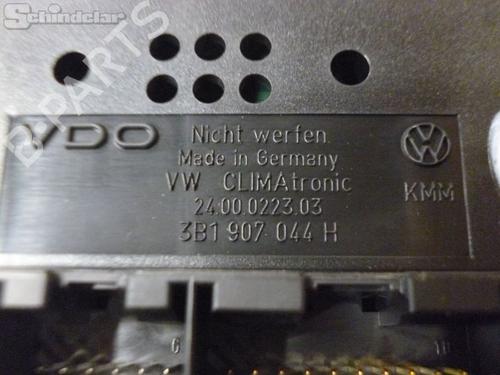 Schindelar
B-PARTS
VDO
Nicht werfen
Made in Germany
VW CLIMAtronic
24.00.0223.03
3B1 907 044 H
KMM
6 10